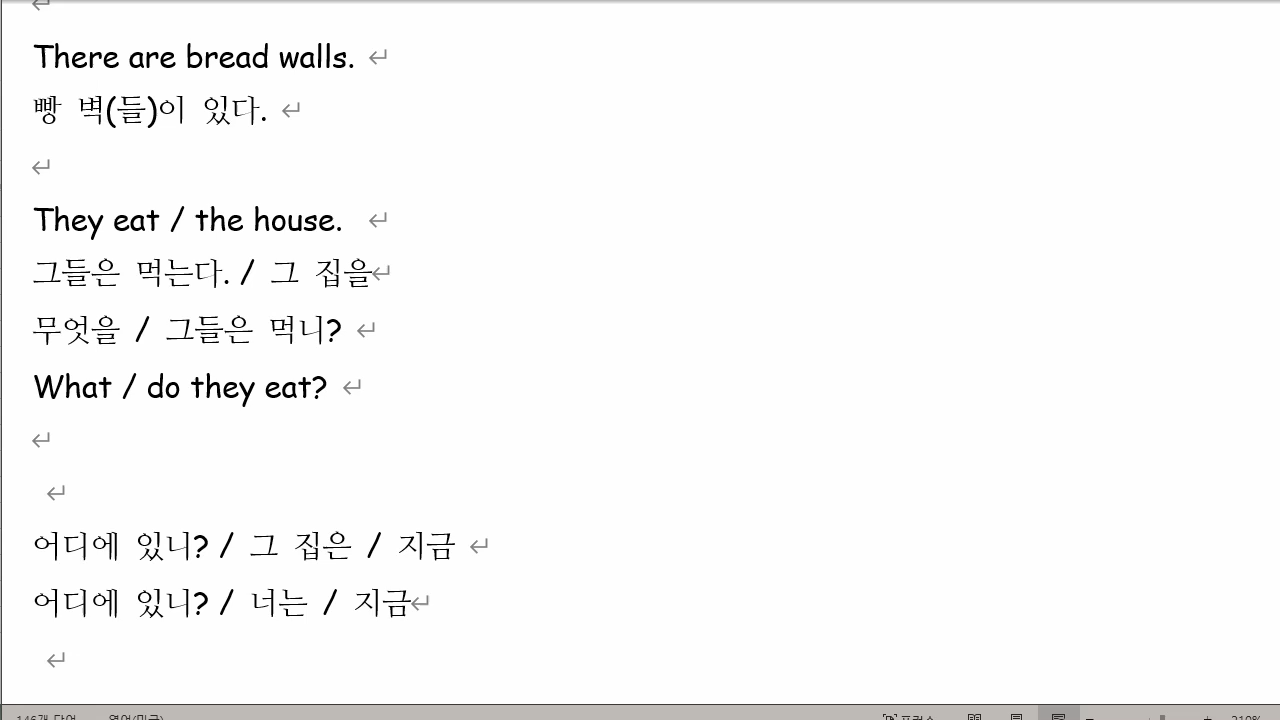 There are bread walls.
빵 벽(들)이 있다.
They eat / the house.
그들은 먹는다. / 그 집을
무엇을 / 그들은 먹니?
What / do they eat?
어디에 있니? / 그 집은 / 지금
어디에 있니? / 너는 / 지금